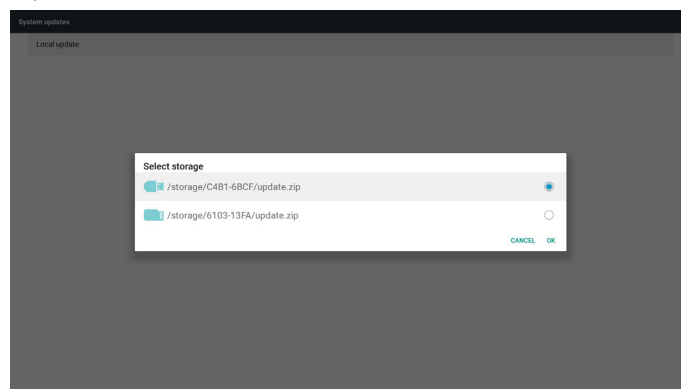 System updates
Local update
Select storage
/storage/C4B1-6BCF/update.zip
/storage/6103-13FA/update.zip
CANCEL OK